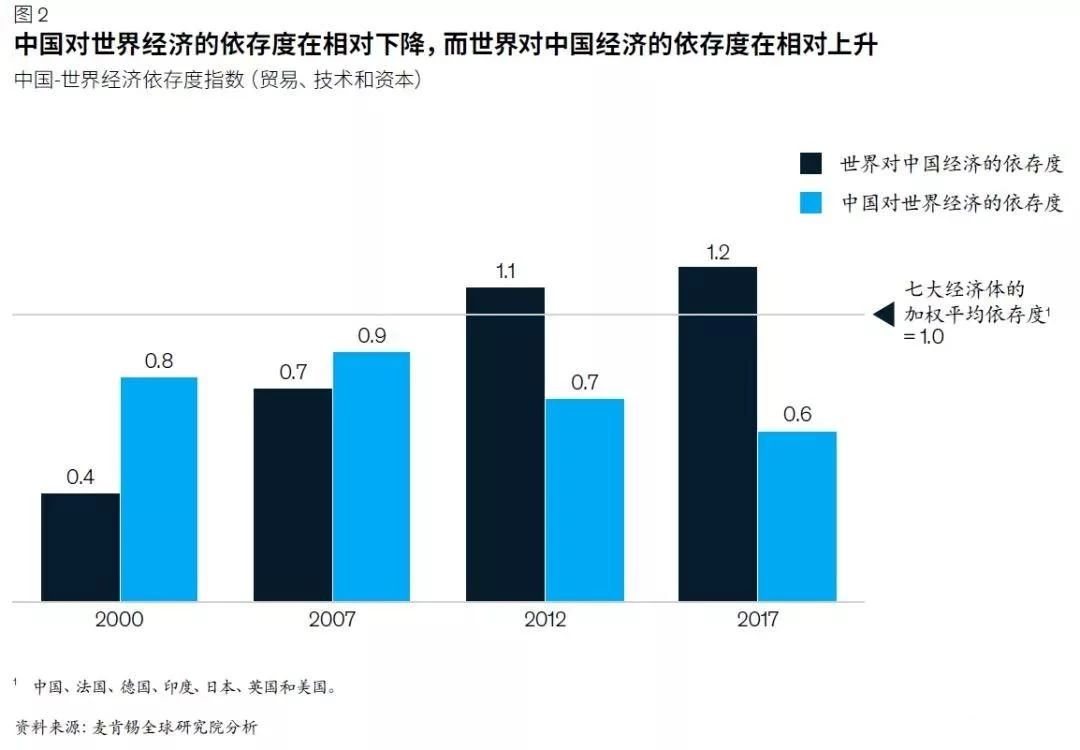 图 2
中国对世界经济的依存度在相对下降，而世界对中国经济的依存度在相对上升
中国-世界经济依存度指数（贸易、技术和资本）
世界对中国经济的依存度
中国对世界经济的依存度
0.4
0.8
0.7
0.9
1.1
0.7
1.2
0.6
七大经济体的
加权平均依存度¹
= 1.0
2000
2007
2012
2017
¹ 中国、法国、德国、印度、日本、英国和美国。
资料来源：麦肯锡全球研究院分析